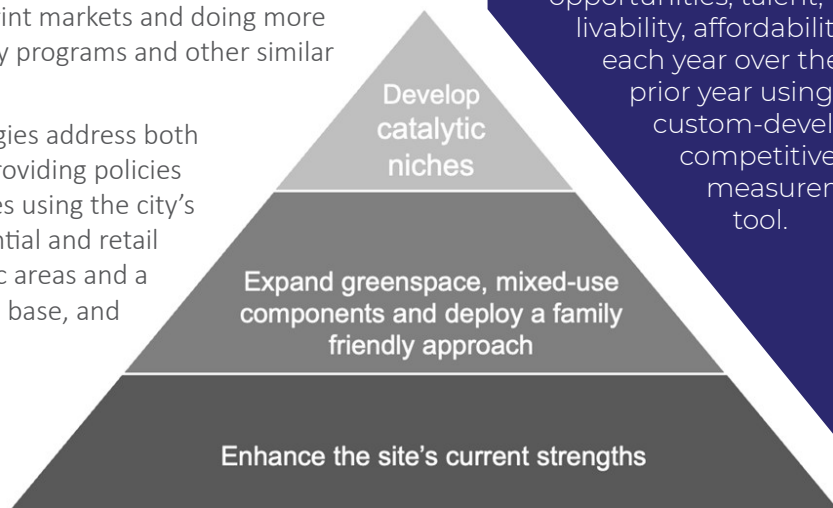 rint markets and doing more
y programs and other similar
gies address both
roviding policies
es using the city's
ntial and retail
c areas and a
base, and
Develop
catalytic
niches
Expand greenspace, mixed-use
components and deploy a family
friendly approach
Enhance the site's current strengths
opportunities, talent,
livability, affordabilit
each year over the
prior year using
custom-devel
competitive
measurem
tool.